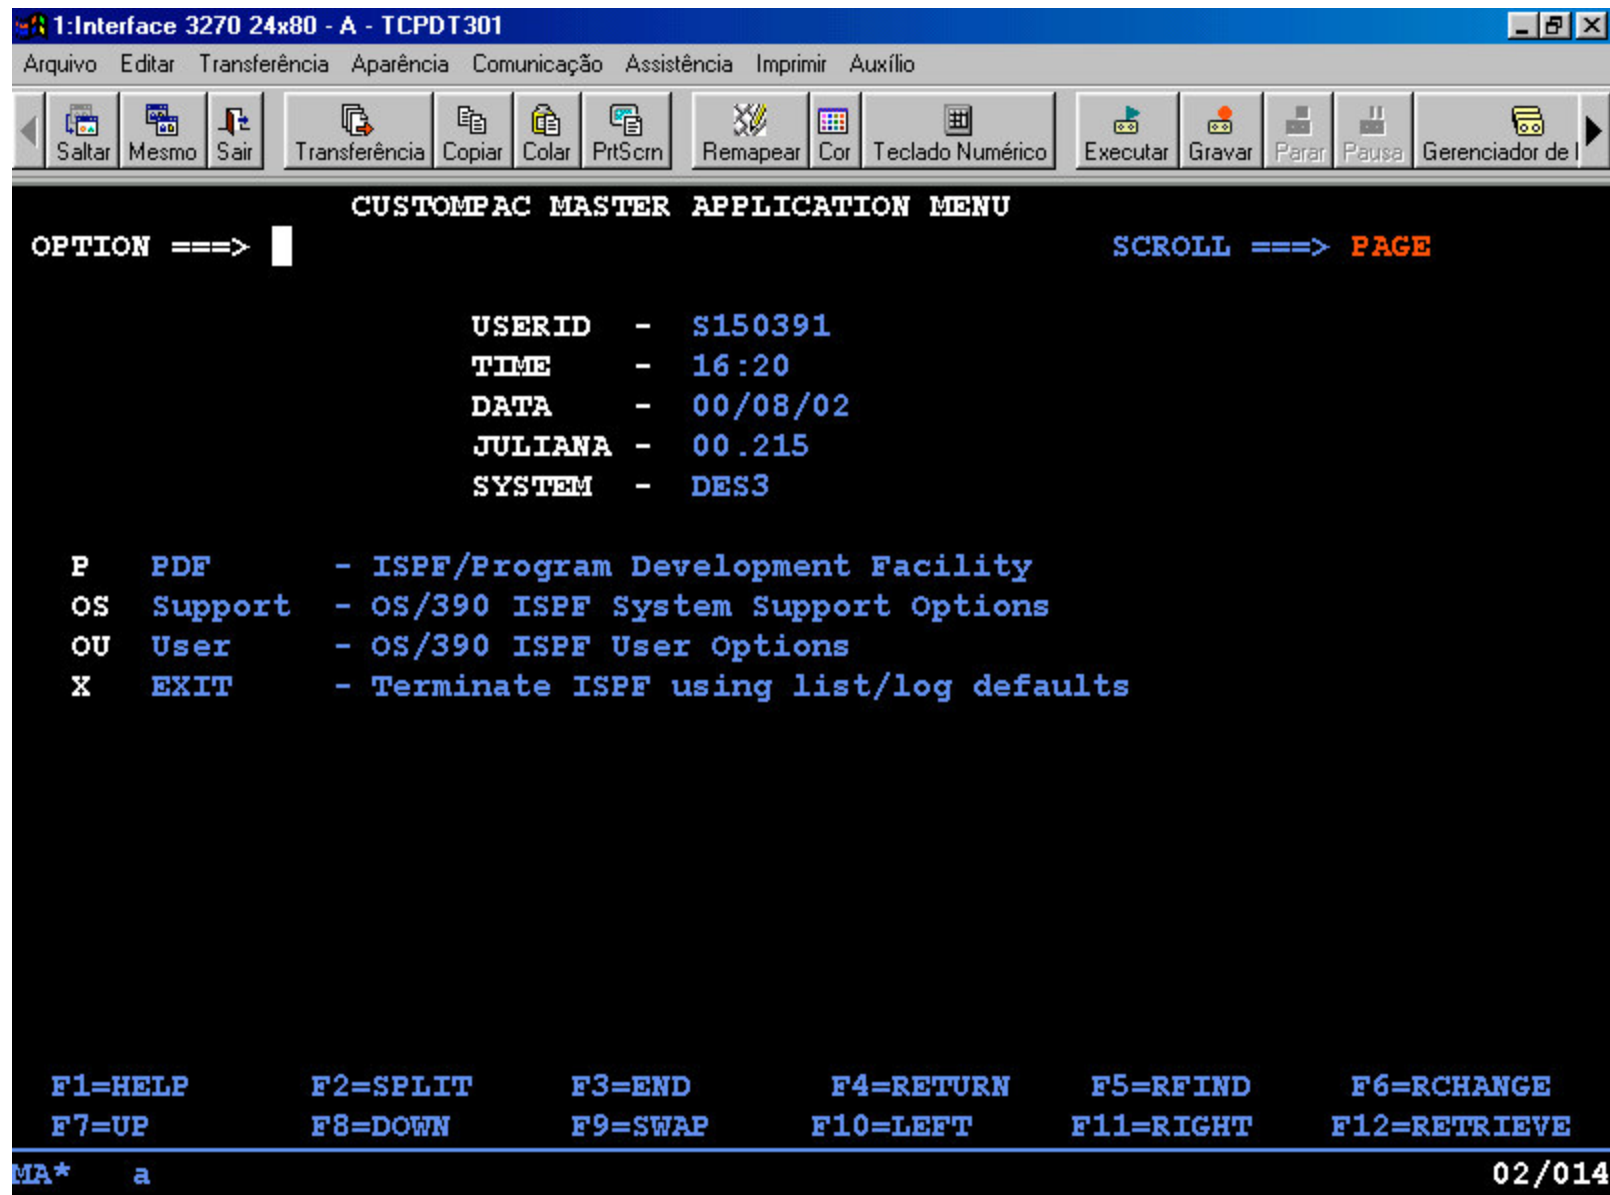 1:Interface 3270 24x80 - A - TCPDT301
Arquivo Editar Transferência Aparência Comunicação Assistência Imprimir Auxílio
Saltar Mesmo Sair Transferência Copiar Colar PrtScrn Remapear Cor Teclado Numérico Executar Gravar Parar Pausa Gerenciador de
CUSTOMPAC MASTER APPLICATION MENU
OPTION ===> SCROLL ===> PAGE
USERID - S150391
TIME - 16:20
DATA - 00/08/02
JULIANA - 00.215
SYSTEM - DES3
P PDF - ISPF/Program Development Facility
OS Support - OS/390 ISPF System Support Options
OU User - OS/390 ISPF User Options
X EXIT - Terminate ISPF using list/log defaults
F1=HELP F2=SPLIT F3=END F4=RETURN F5=RFIND F6=RCHANGE
F7=UP F8=DOWN F9=SWAP F10=LEFT F11=RIGHT F12=RETRIEVE
MA* a 02/014